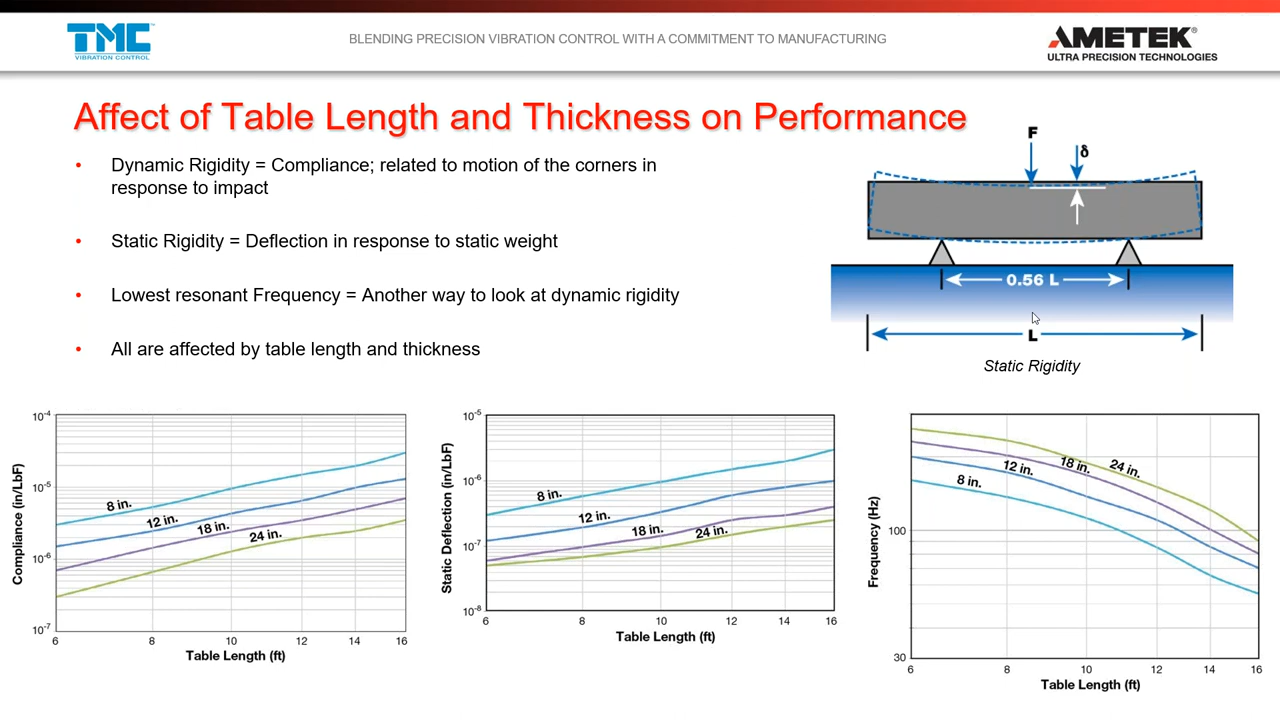 TMC
VIBRATION CONTROL
BLENDING PRECISION VIBRATION CONTROL WITH A COMMITMENT TO MANUFACTURING
AMETEK®
ULTRA PRECISION TECHNOLOGIES
Affect of Table Length and Thickness on Performance
• Dynamic Rigidity = Compliance; related to motion of the corners in
response to impact
• Static Rigidity = Deflection in response to static weight
• Lowest resonant Frequency = Another way to look at dynamic rigidity
• All are affected by table length and thickness
F
δ
0.56 L
L
Static Rigidity
Compliance (in/LbF)
10⁻⁴
10⁻⁵
10⁻⁶
10⁻⁷
8 in.
12 in.
18 in.
24 in.
6 8 10 12 14 16
Table Length (ft)
Static Deflection (in/LbF)
10⁻⁵
10⁻⁶
10⁻⁷
10⁻⁸
8 in.
12 in.
18 in.
24 in.
6 8 10 12 14 16
Table Length (ft)
Frequency (Hz)
100
30
8 in.
12 in.
18 in.
24 in.
6 8 10 12 14 16
Table Length (ft)